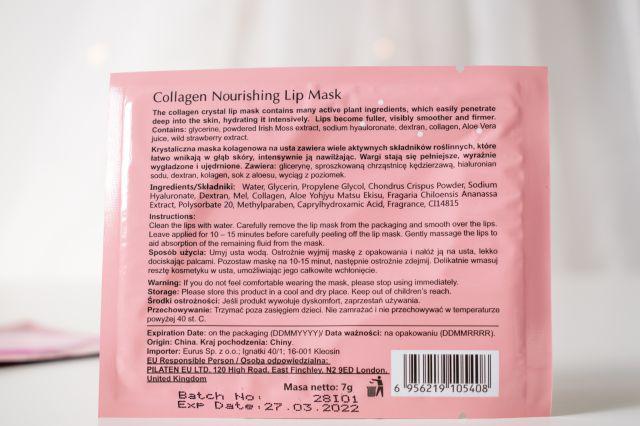 Collagen Nourishing Lip Mask
The collagen crystal lip mask contains many active plant ingredients, which easily penetrate
deep into the skin, hydrating it intensively. Lips become fuller, visibly smoother and firmer.
Contains: glycerine, powdered Irish Moss extract, sodium hyaluronate, dextran, collagen, Aloe Vera
juice, wild strawberry extract.
Krystaliczna maska kolagenowa na usta zawiera wiele aktywnych składników roślinnych, które
łatwo wnikają w głąb skóry, intensywnie ją nawilżając. Wargi stają się pełniejsze, wyraźnie
wygładzone i ujędrnione. Zawiera: glicerynę, sproszkowaną chrząstnicę kędzierzawą, hialuronian
sodu, dextran, kolagen, sok z aloesu, wyciąg z poziomek.
Ingredients/Składniki: Water, Glycerin, Propylene Glycol, Chondrus Crispus Powder, Sodium
Hyaluronate, Dextran, Mel, Collagen, Aloe Yohjyu Matsu Ekisu, Fragaria Chiloensis Ananassa
Extract, Polysorbate 20, Methylparaben, Caprylhydroxamic Acid, Fragrance, CI14815
Instructions:
Clean the lips with water. Carefully remove the lip mask from the packaging and smooth over the lips.
Leave applied for 10 – 15 minutes before carefully peeling off the lip mask. Gently massage the lips to
aid absorption of the remaining fluid from the mask.
Sposób użycia: Umyj usta wodą. Ostrożnie wyjmij maskę z opakowania i nałóż ją na usta, lekko
dociskając palcami. Pozostaw maskę na 10-15 minut, następnie ostrożnie zdejmij. Delikatnie wmasuj
resztę kosmetyku w usta, umożliwiając jego całkowite wchłonięcie.
Warning: If you do not feel comfortable wearing the mask, please stop using immediately.
Storage: Please store this product in a cool and dry place. Keep out of children's reach.
Środki ostrożności: Jeśli produkt wywołuje dyskomfort, zaprzestań używania.
Przechowywanie: Trzymać poza zasięgiem dzieci. Nie zamrażać i nie przechowywać w temperaturze
powyżej 40 st. C.
Expiration Date: on the packaging (DDMMYYYY)/ Data ważności: na opakowaniu (DDMMRRRR).
Origin: China. Kraj pochodzenia: Chiny.
Importer: Eurus Sp. z o.o.; Ignatki 40/1; 16-001 Kleosin
EU Responsible Person / Osoba odpowiedzialna:
PILATEN EU LTD, 120 High Road, East Finchley, N2 9ED London,
United Kingdom
Masa netto: 7g
6 956219 105408
Batch No: 28I01
Exp Date: 27.03.2022